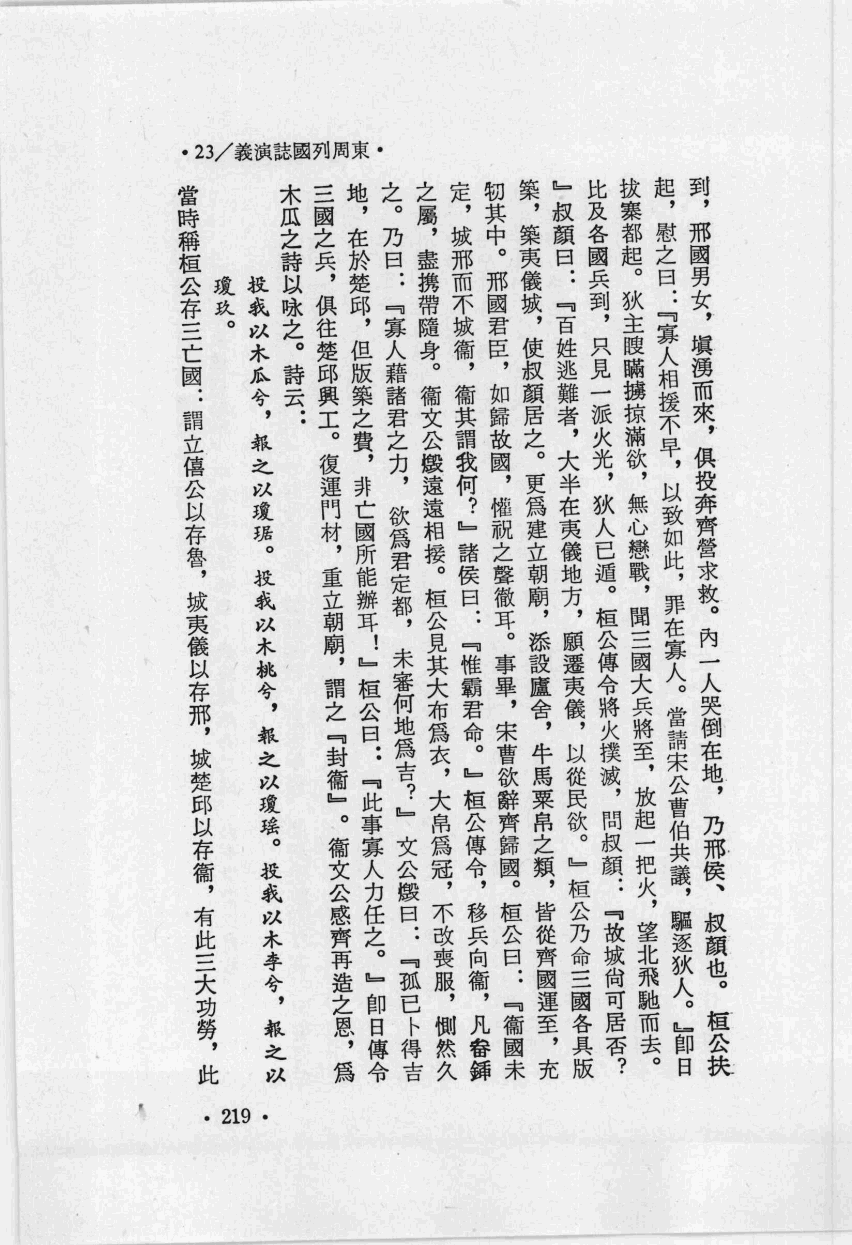 •23/義演誌國列周東•
到，邢國男女，塡湧而來，俱投奔齊營求救。內一人哭倒在地，乃邢侯、叔顏也。桓公扶
起，慰之曰：『寡人相援不早，以致如此，罪在寡人。當請宋公曹伯共議，驅逐狄人。』卽日
拔寨都起。狄主瞍瞞擄掠滿欲，無心戀戰，聞三國大兵將至，放起一把火，望北飛馳而去。
比及各國兵到，只見一派火光，狄人已遁。桓公傳令將火撲滅，問叔顏：『故城尙可居否？
』叔顏曰：『百姓逃難者，大半在夷儀地方，願遷夷儀，以從民欲。』桓公乃命三國各具版
築，築夷儀城，使叔顏居之。更爲建立朝廟，添設廬舍，牛馬粟帛之類，皆從齊國運至，充
牣其中。邢國君臣，如歸故國，懽祝之聲徹耳。事畢，宋曹欲辭齊歸國。桓公曰：『衞國未
定，城邢而不城衞，衞其謂我何？』諸侯曰：『惟霸君命。』桓公傳令，移兵向衞，凡畚鍤
之屬，盡携帶隨身。衞文公燬遠遠相接。桓公見其大布爲衣，大帛爲冠，不改喪服，惻然久
之。乃曰：『寡人藉諸君之力，欲爲君定都，未審何地爲吉？』文公燬曰：『孤已卜得吉
地，在於楚邱，但版築之費，非亡國所能辦耳！』桓公曰：『此事寡人力任之。』卽日傳令
三國之兵，俱往楚邱興工。復運門材，重立朝廟，謂之『封衞』。衞文公感齊再造之恩，爲
木瓜之詩以咏之。詩云：
投我以木瓜兮，報之以瓊琚。投我以木桃兮，報之以瓊瑤。投我以木李兮，報之以
瓊玖。
當時稱桓公存三亡國：謂立僖公以存魯，城夷儀以存邢，城楚邱以存衞，有此三大功勞，此
•219•